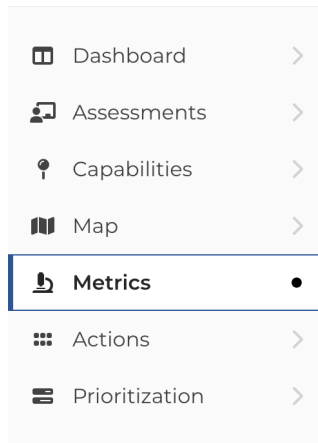 Dashboard
Assessments
Capabilities
Map
Metrics
Actions
Prioritization